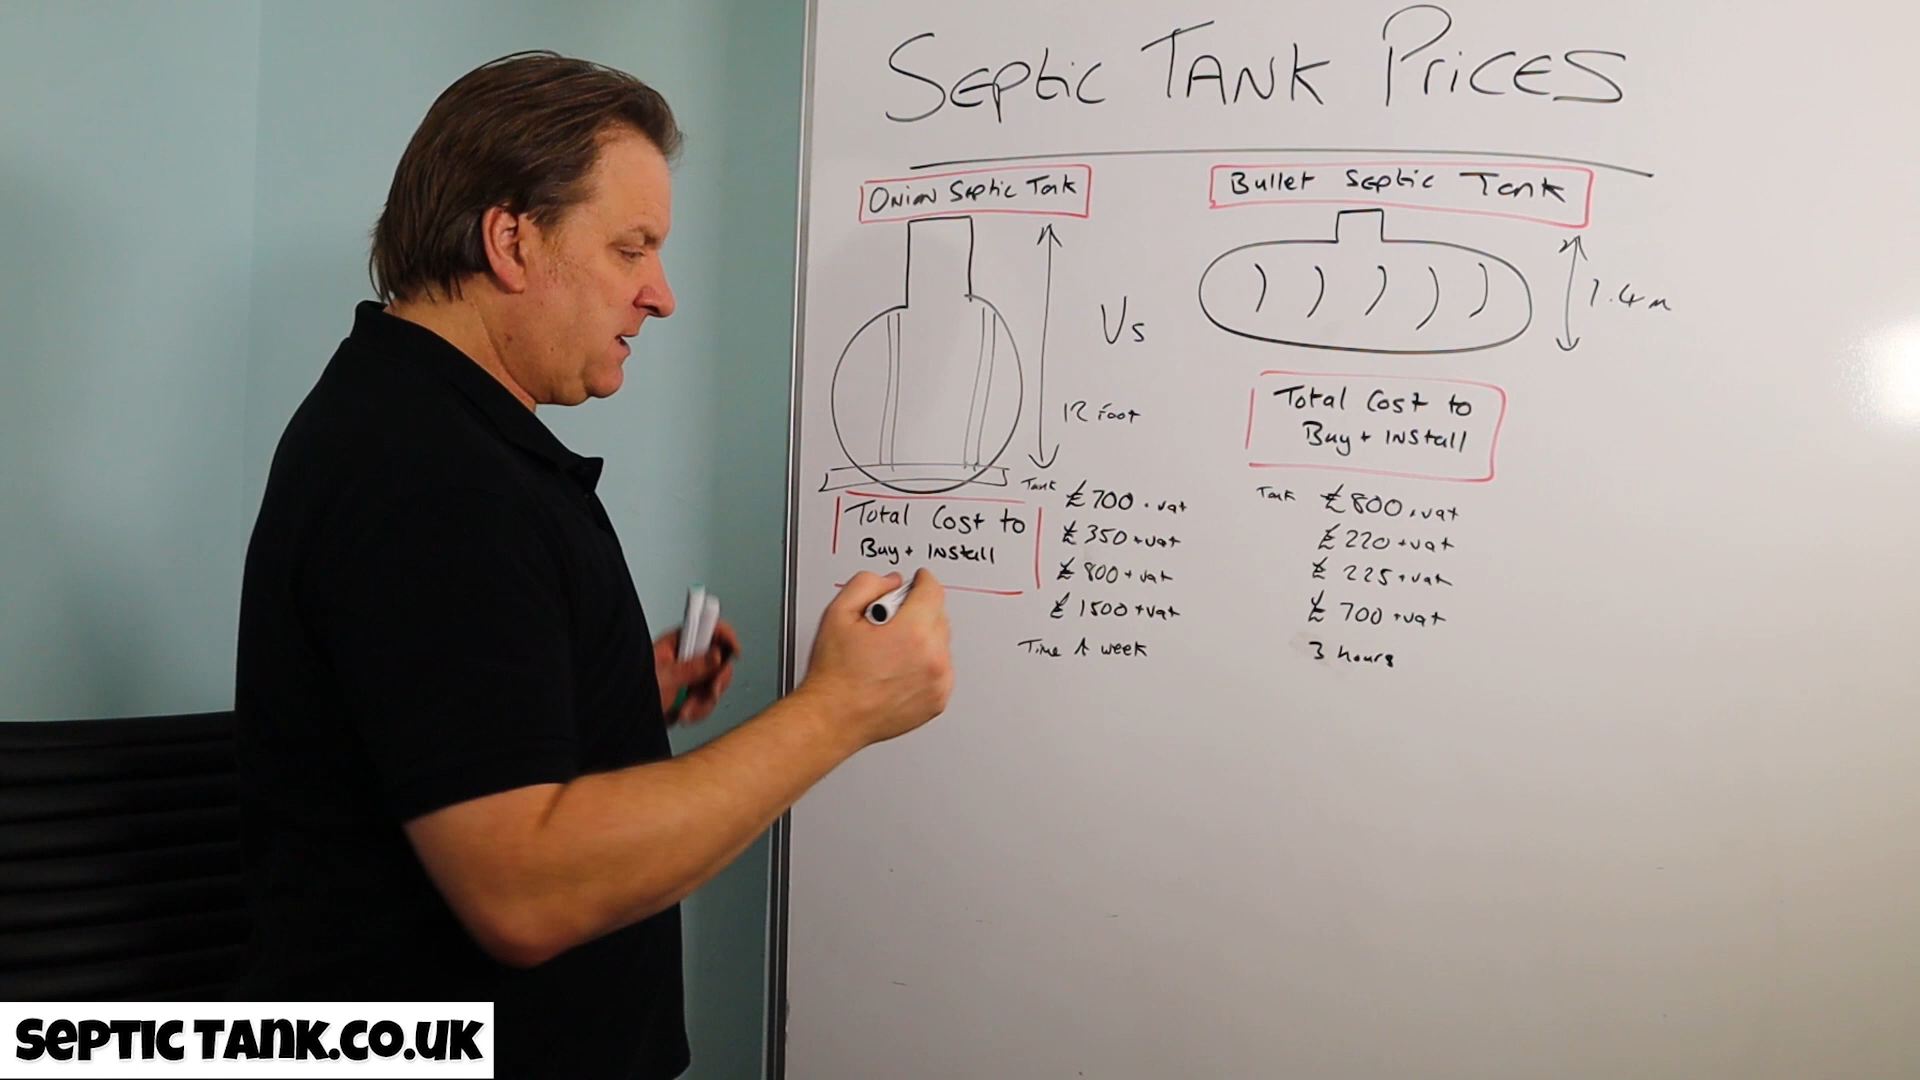 SEPtic TANK PRiCES
Onion Septic Tank
Bullet Septic Tank
Vs
1.4m
12 Foot
Total Cost to
Buy + INStall
Tank £700 + vat
£350 + vat
£800 + vat
£1500 + vat
Time A week
Total Cost to
Buy + INStall
Tank £800 + vat
£220 + vat
£225 + vat
£700 + vat
3 hours
SEPTIC TANK.CO.UK